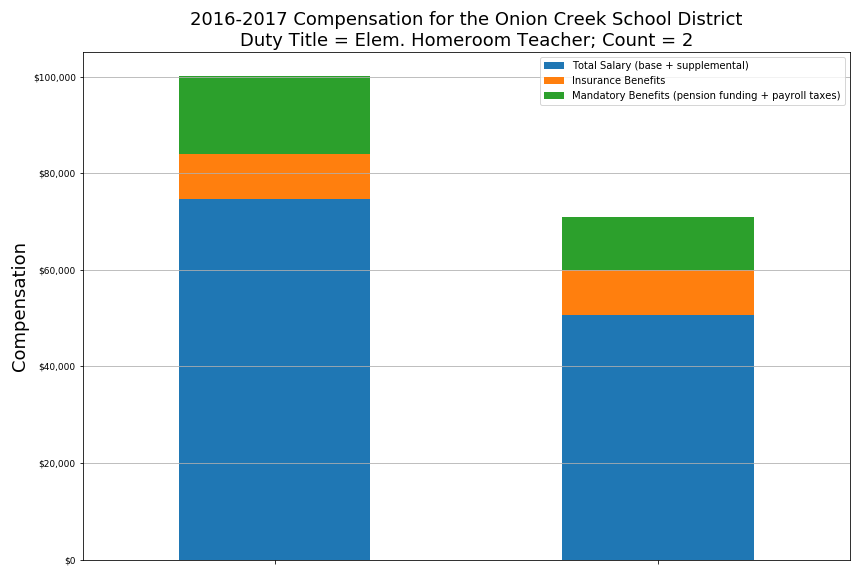 2016-2017 Compensation for the Onion Creek School District
Duty Title = Elem. Homeroom Teacher; Count = 2
Total Salary (base + supplemental)
Insurance Benefits
Mandatory Benefits (pension funding + payroll taxes)
$100,000
$80,000
$60,000
$40,000
$20,000
$0
Compensation